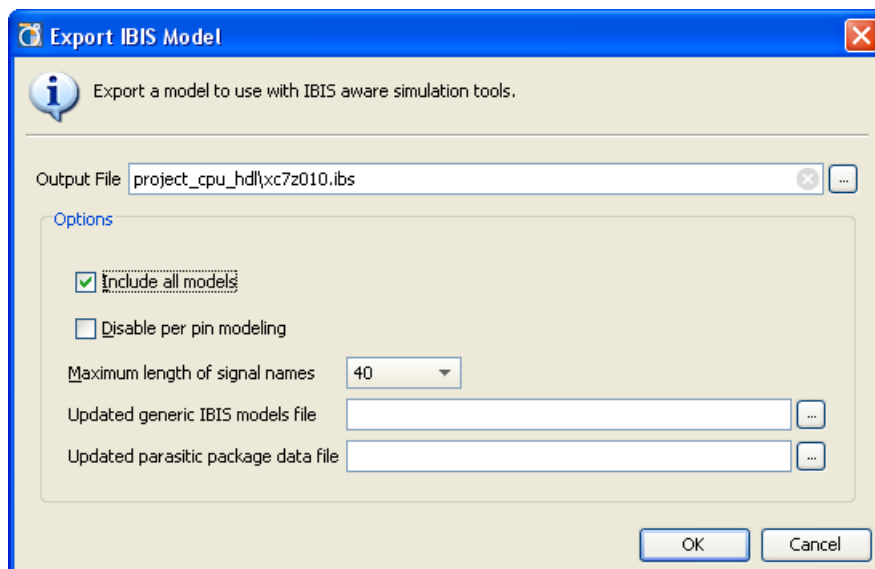 Export IBIS Model
Export a model to use with IBIS aware simulation tools.
Output File project_cpu_hdl\xc7z010.ibs ...
Options
Include all models
Disable per pin modeling
Maximum length of signal names 40
Updated generic IBIS models file ...
Updated parasitic package data file ...
OK Cancel